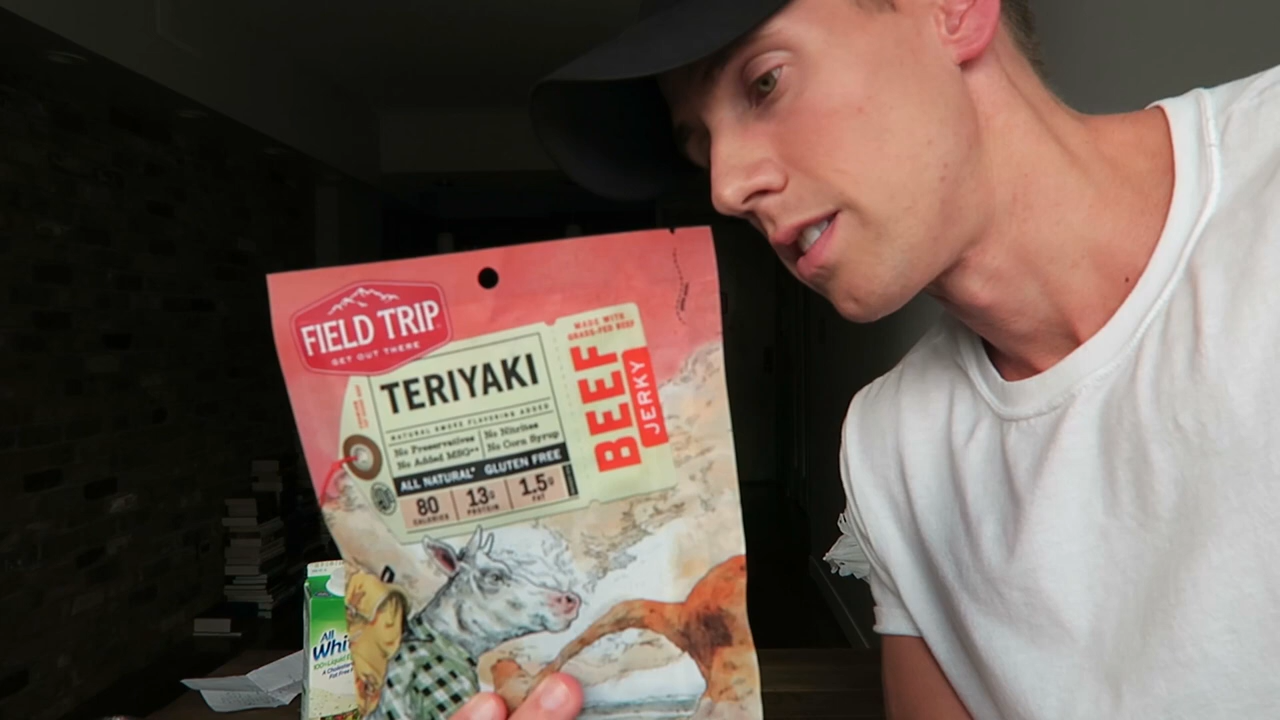 FIELD TRIP
GET OUT THERE
TERIYAKI
NATURAL SMOKE FLAVORING ADDED
No Preservatives
No Added MSG**
No Nitrites
No Corn Syrup
ALL NATURAL* GLUTEN FREE
80
CALORIES
13g
PROTEIN
1.5g
FAT
MADE WITH
GRASS-FED BEEF
BEEF
JERKY
All
100% Liquid